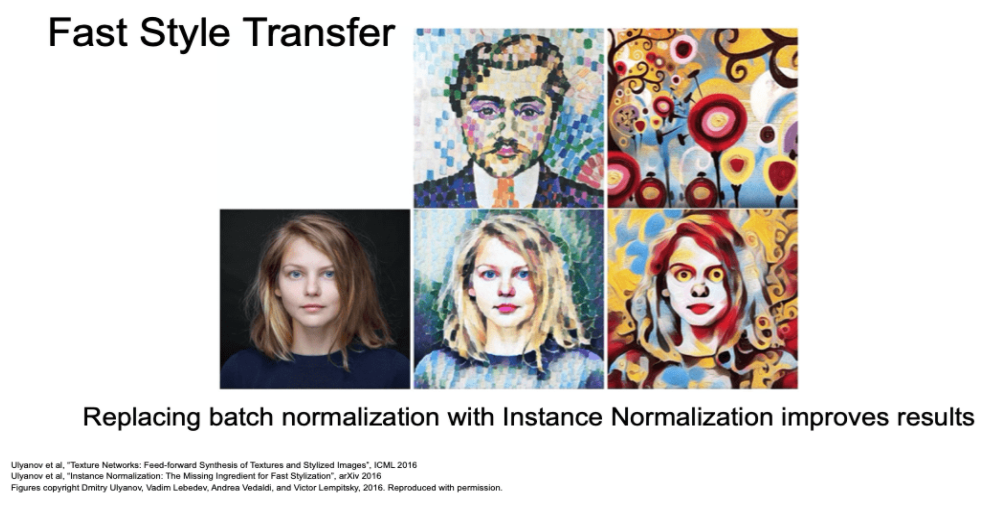 Fast Style Transfer
Replacing batch normalization with Instance Normalization improves results
Ulyanov et al, "Texture Networks: Feed-forward Synthesis of Textures and Stylized Images", ICML 2016
Ulyanov et al, "Instance Normalization: The Missing Ingredient for Fast Stylization", arXiv 2016
Figures copyright Dmitry Ulyanov, Vadim Lebedev, Andrea Vedaldi, and Victor Lempitsky, 2016. Reproduced with permission.